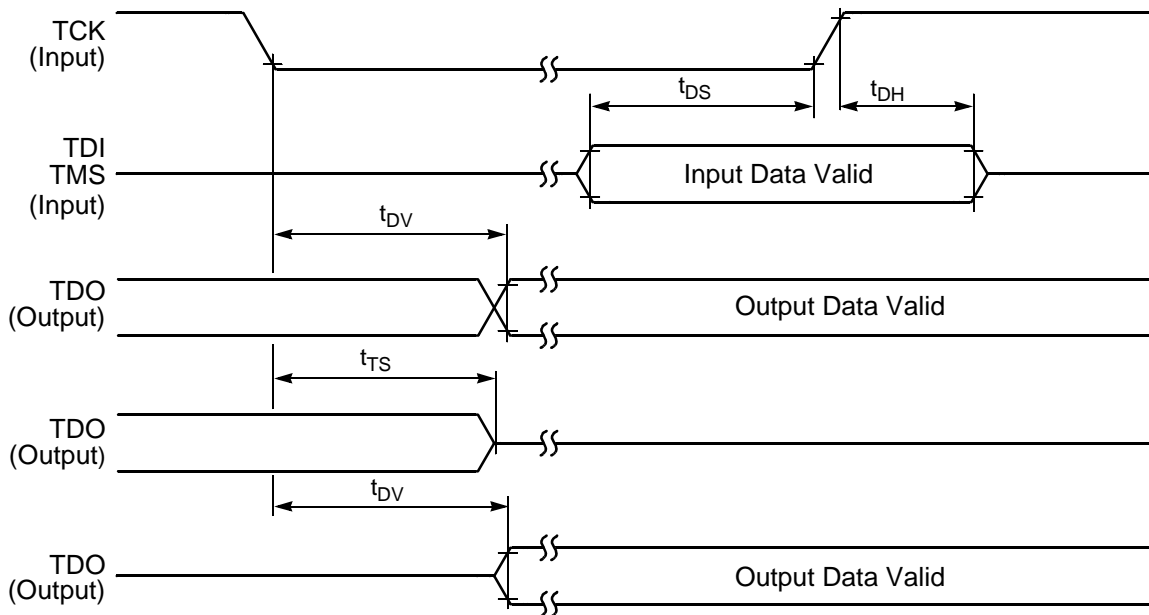 TCK
(Input)
tDS
tDH
TDI
TMS
(Input)
Input Data Valid
tDV
TDO
(Output)
Output Data Valid
tTS
TDO
(Output)
tDV
TDO
(Output)
Output Data Valid